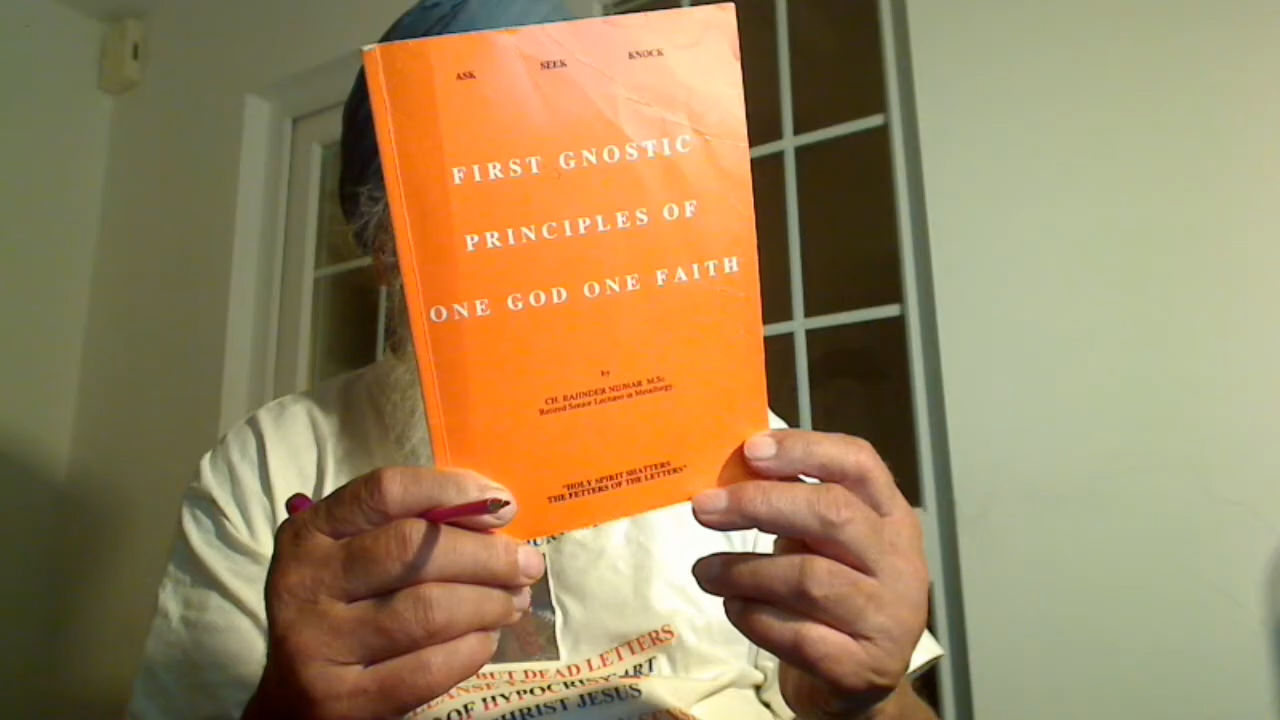 ASK SEEK KNOCK
FIRST GNOSTIC
PRINCIPLES OF
ONE GOD ONE FAITH
by
CH. RAJINDER NIJJHAR M.Sc
Retired Senior Lecturer in Metallurgy.
"HOLY SPIRIT SHATTERS
THE FETTERS OF THE LETTERS"
BUT DEAD LETTERS
OF HYPOCRISY ART
CHRIST JESUS